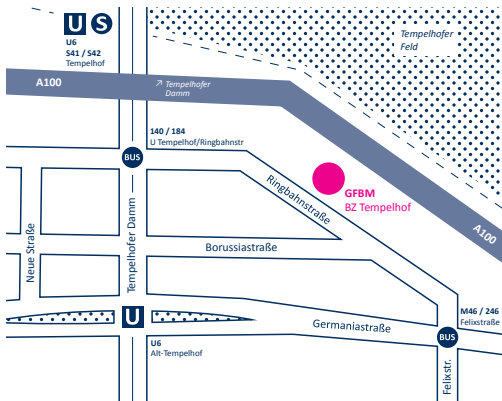 U S
U6
S41 / S42
Tempelhof
Tempelhofer
Feld
A100
↗ Tempelhofer
Damm
140 / 184
U Tempelhof/Ringbahnstr
BUS
Ringbahnstraße
GFBM
BZ Tempelhof
A100
Neue Straße
Tempelhofer Damm
Borussiastraße
U
U6
Alt-Tempelhof
Germaniastraße
M46 / 246
Felixstraße
BUS
Felixstr.